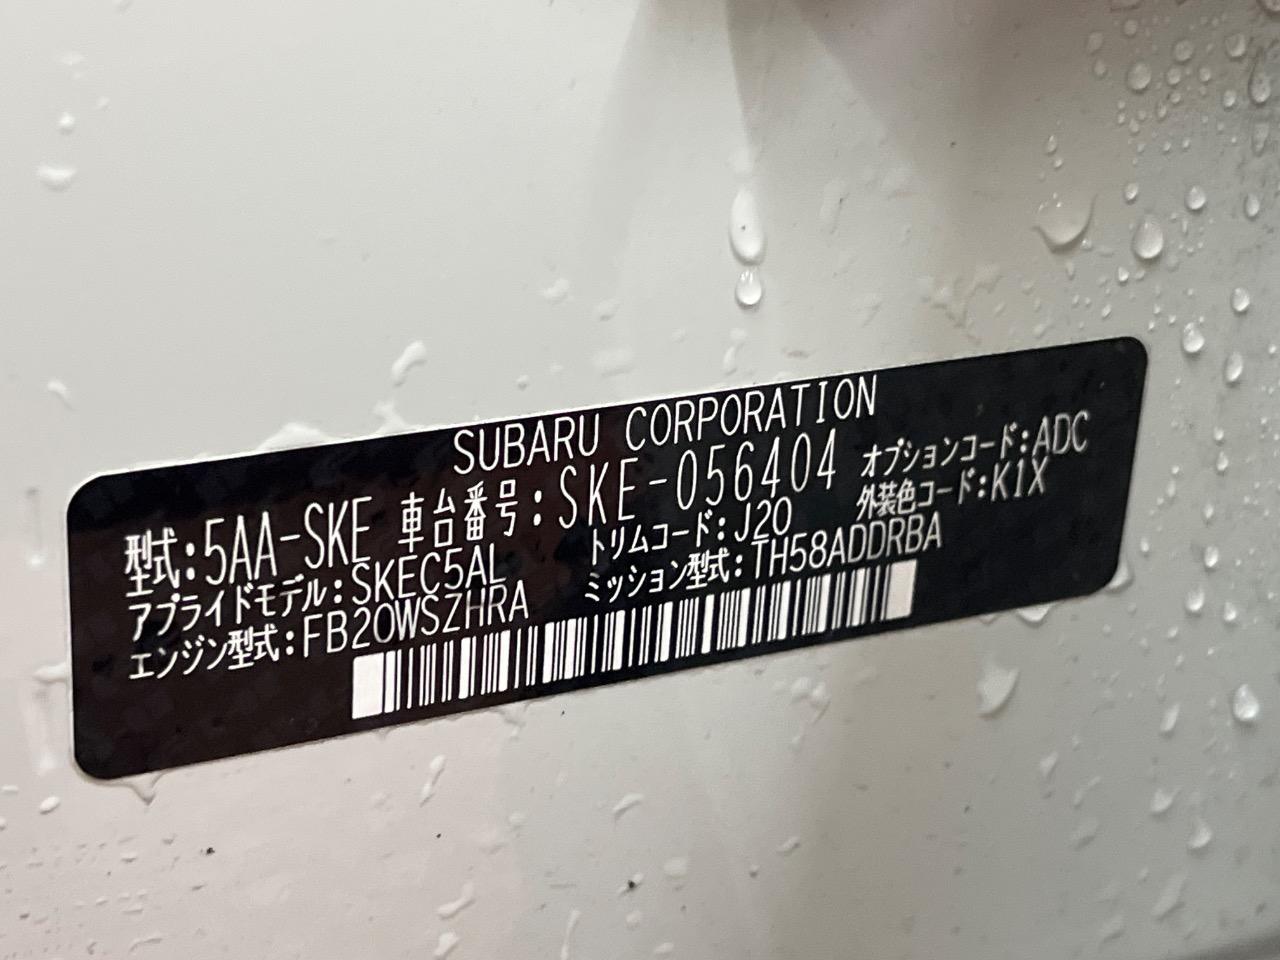 SUBARU CORPORATION
型式:5AA-SKE 車台番号:SKE-056404 オプションコード:ADC
アプライドモデル:SKEC5AL トリムコード:J20 外装色コード:K1X
エンジン型式:FB20WSZHRA ミッション型式:TH58ADDRBA